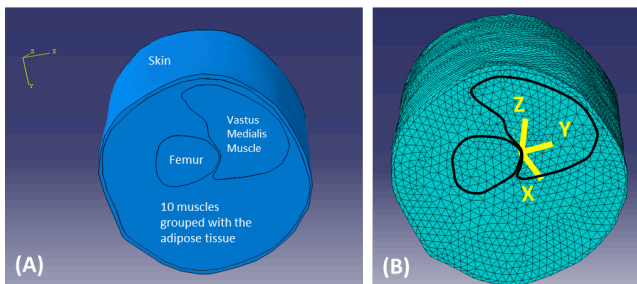 Skin
Vastus
Medialis
Muscle
Femur
10 muscles
grouped with the
adipose tissue
(A)
Z
Y
X
(B)